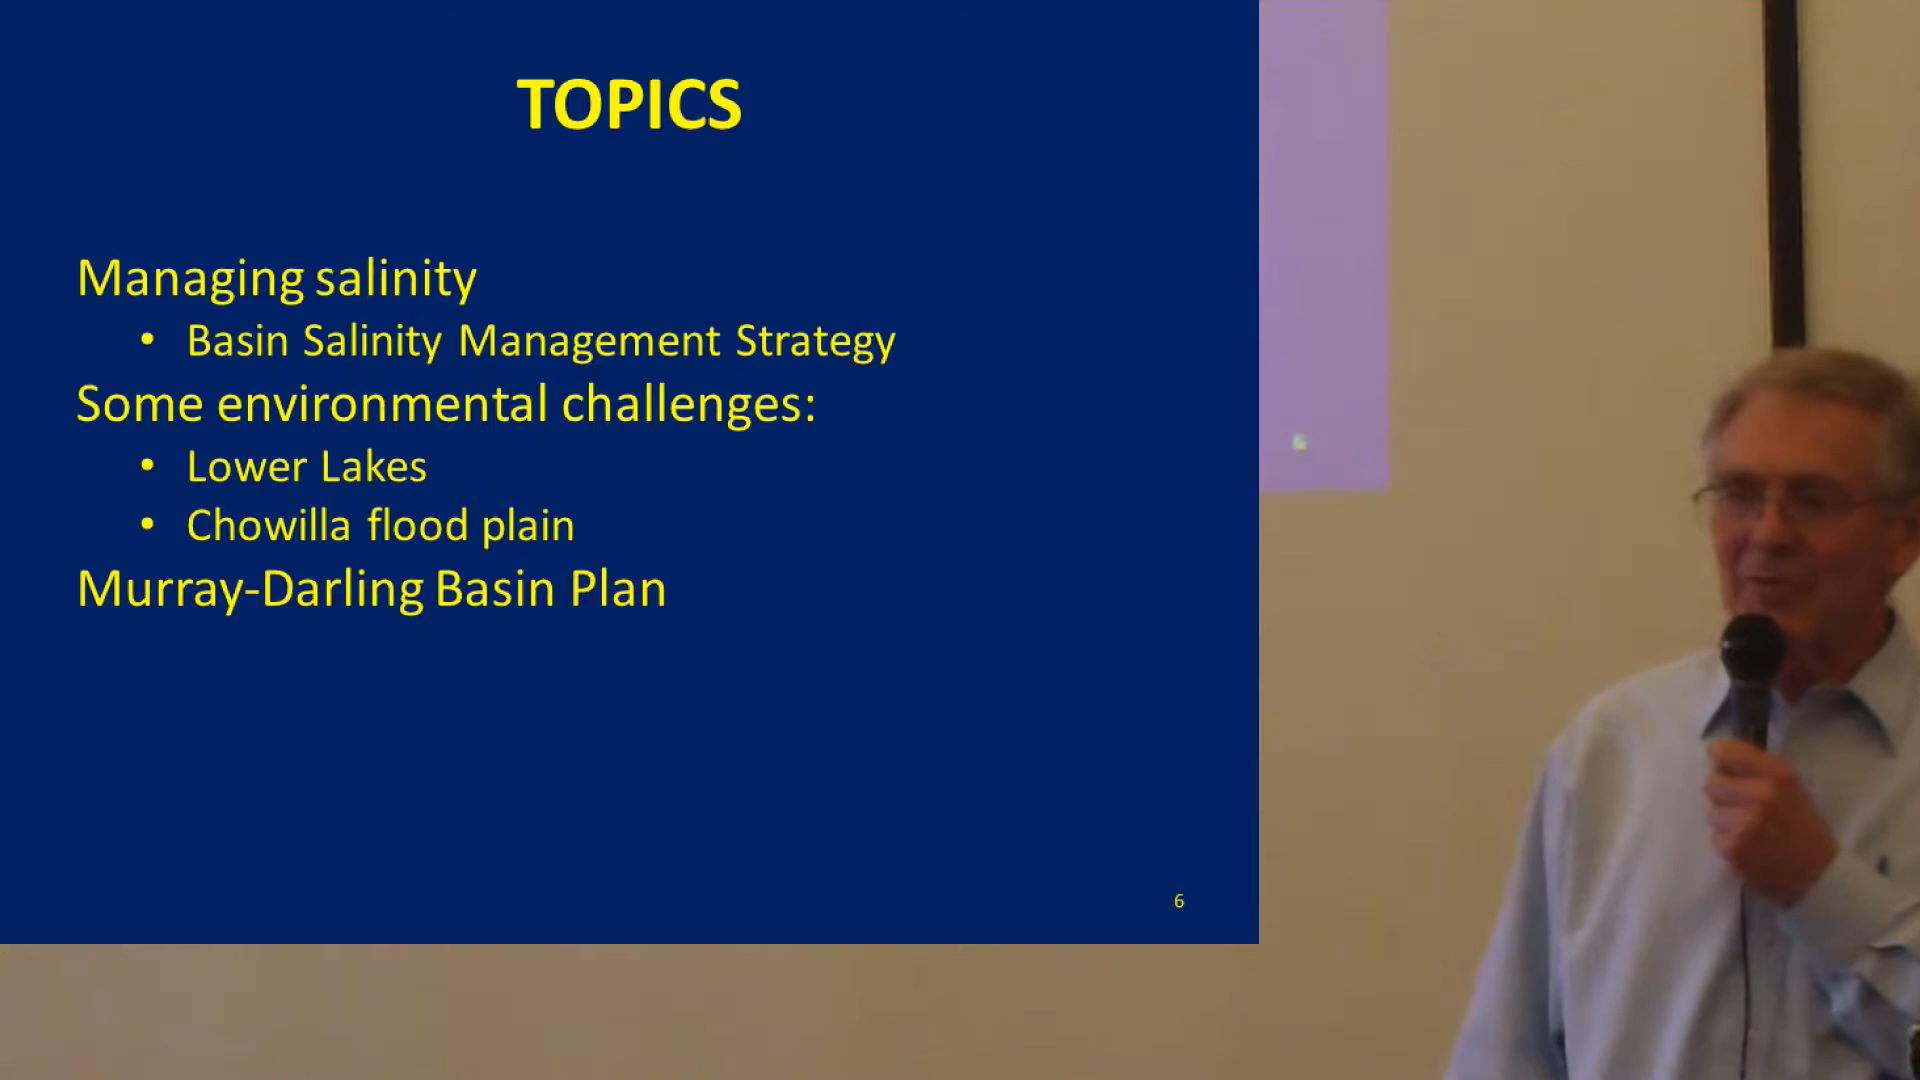 TOPICS
Managing salinity
• Basin Salinity Management Strategy
Some environmental challenges:
• Lower Lakes
• Chowilla flood plain
Murray-Darling Basin Plan
6